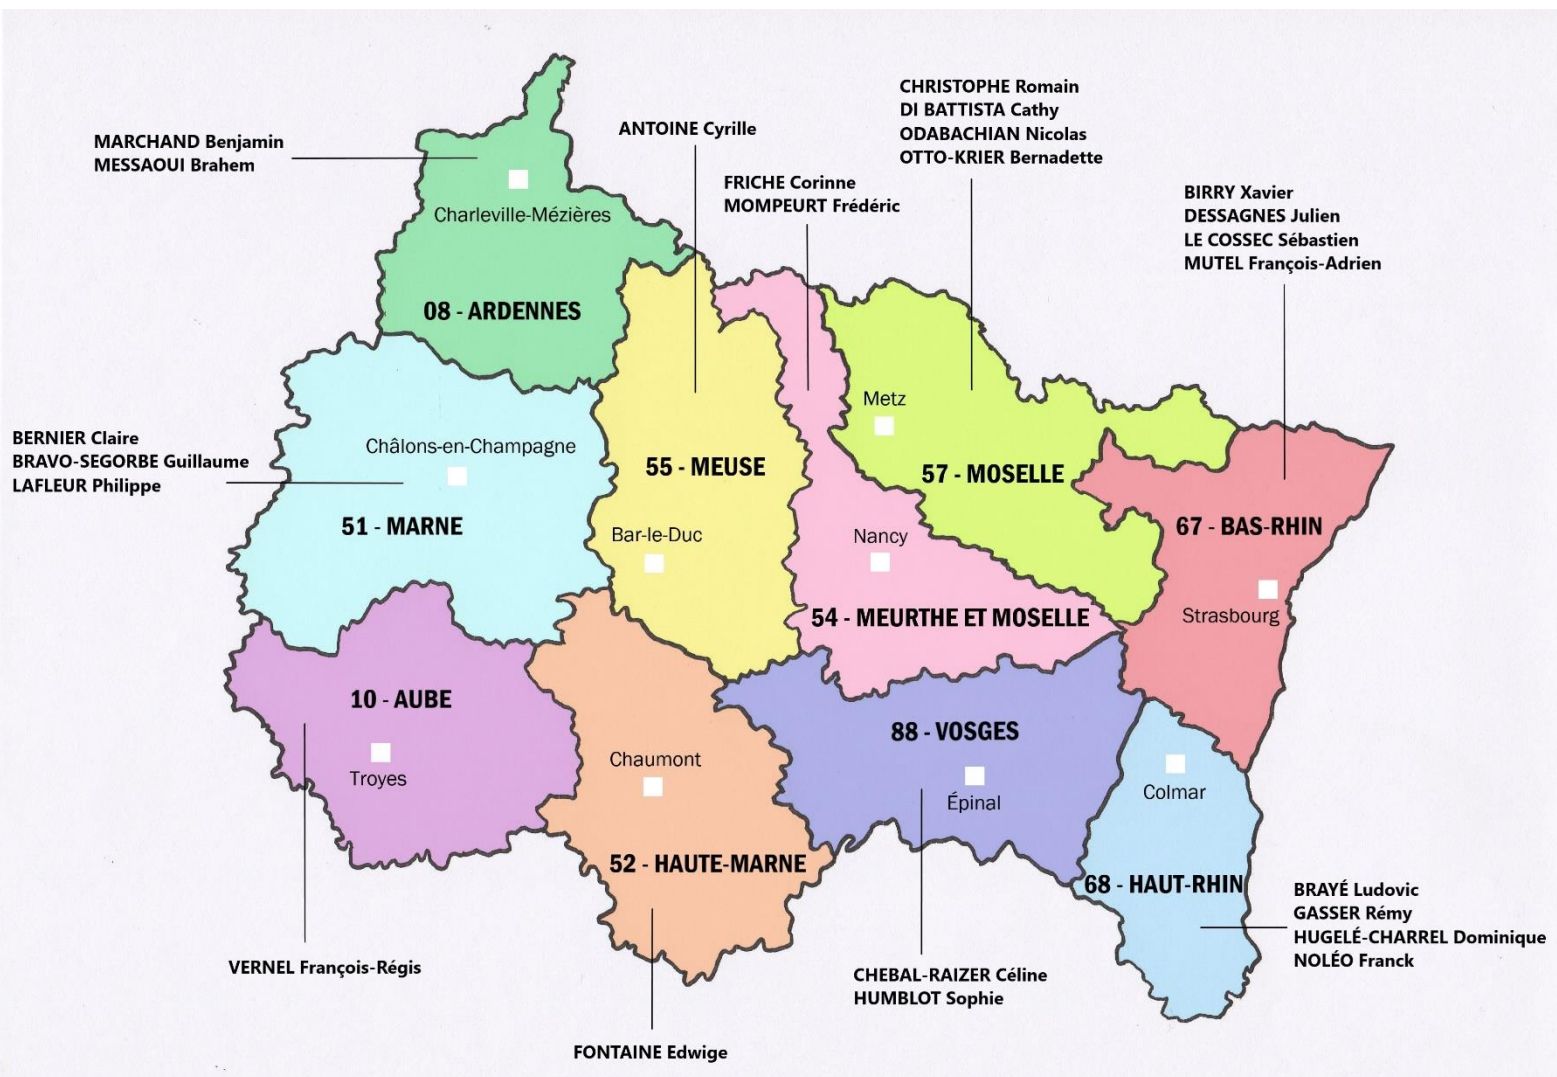 CHRISTOPHE Romain
DI BATTISTA Cathy
ODABACHIAN Nicolas
OTTO-KRIER Bernadette
ANTOINE Cyrille
MARCHAND Benjamin
MESSAOUI Brahem
FRICHE Corinne
MOMPEURT Frédéric
BIRRY Xavier
DESSAGNES Julien
LE COSSEC Sébastien
MUTEL François-Adrien
Charleville-Mézières
08 - ARDENNES
Metz
BERNIER Claire
BRAVO-SEGORBE Guillaume
LAFLEUR Philippe
Châlons-en-Champagne
51 - MARNE
55 - MEUSE
Bar-le-Duc
57 - MOSELLE
Nancy
54 - MEURTHE ET MOSELLE
67 - BAS-RHIN
Strasbourg
10 - AUBE
Troyes
Chaumont
52 - HAUTE-MARNE
88 - VOSGES
Épinal
Colmar
68 - HAUT-RHIN
BRAYÉ Ludovic
GASSER Rémy
HUGELÉ-CHARREL Dominique
NOLÉO Franck
VERNEL François-Régis
CHEBAL-RAIZER Céline
HUMBLOT Sophie
FONTAINE Edwige